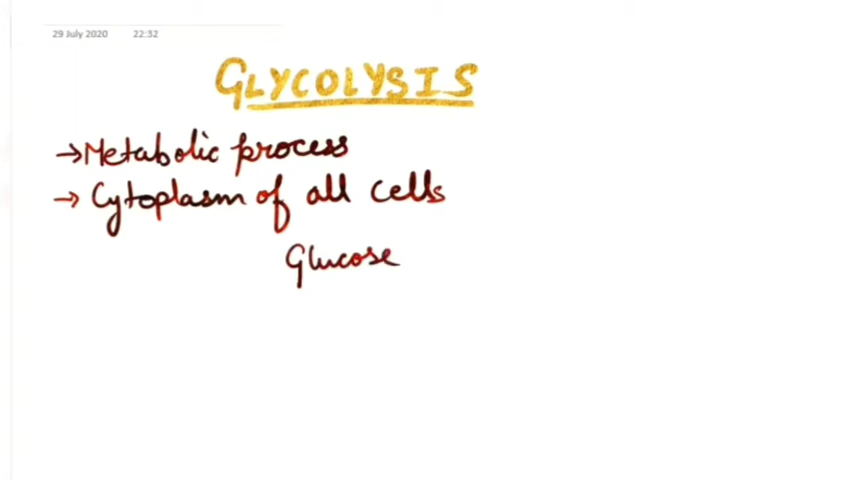 29 July 2020 22:32
GLYCOLYSIS
→Metabolic process
→ Cytoplasm of all cells
Glucose